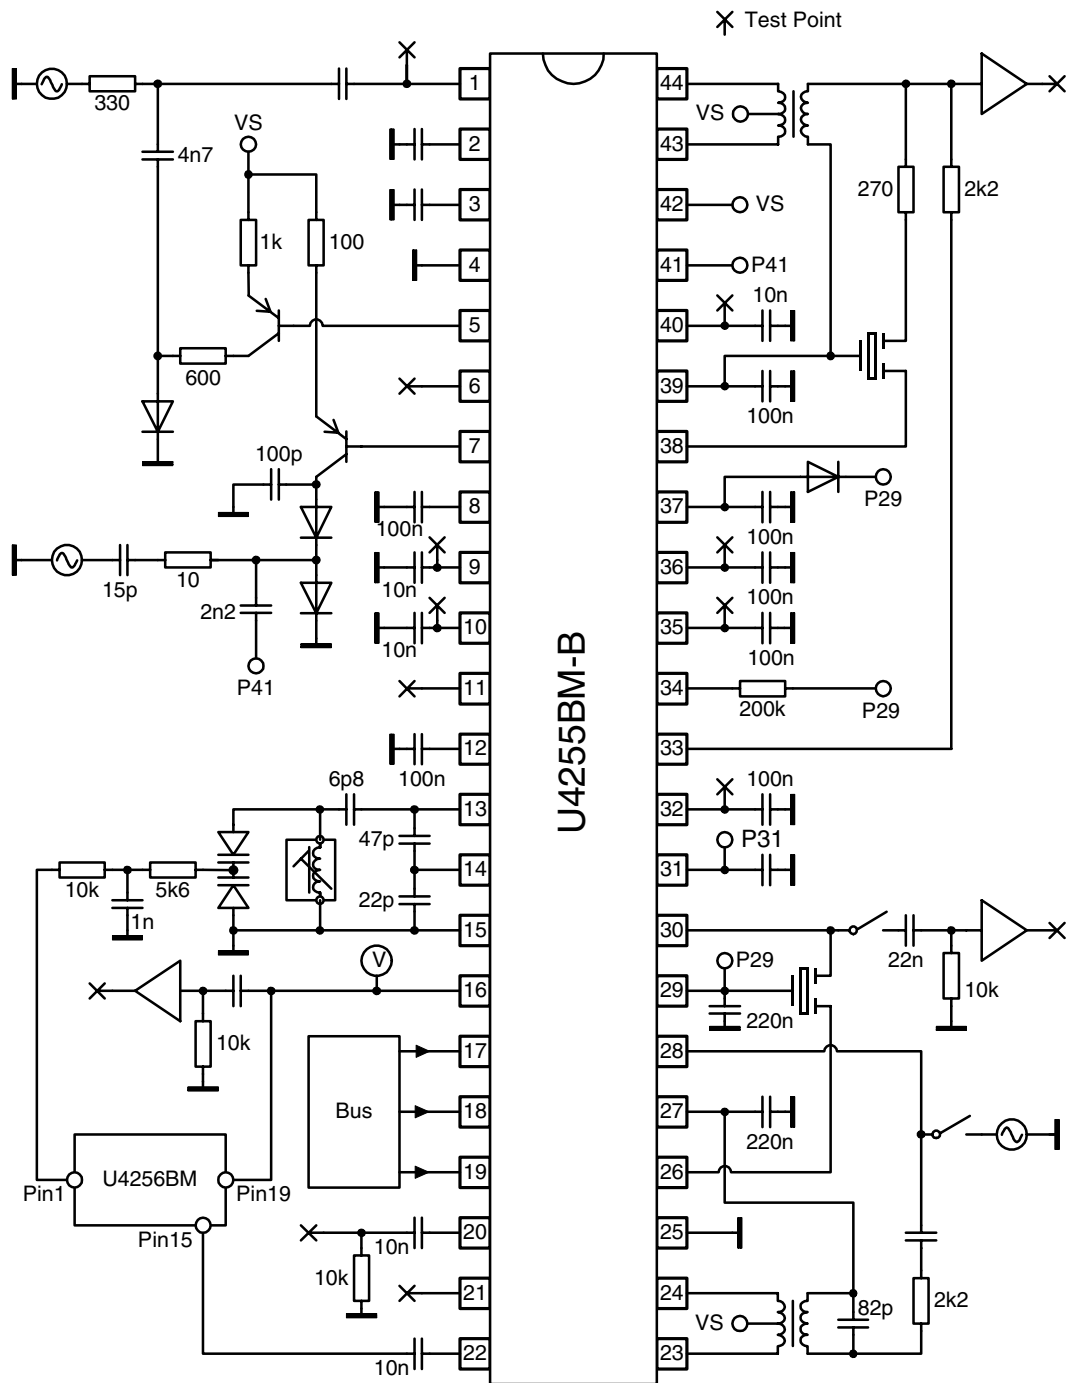 Test Point
1
44
330
VS
VS
4n7
2
43
270
2k2
3
42
VS
1k
100
4
41
P41
10n
5
40
600
6
39
100n
7
38
100p
8
37
P29
100n
100n
9
36
15p
10
10n
100n
2n2
10
35
10n
100n
P41
11
34
200k
P29
U4255BM-B
12
33
100n
6p8
100n
13
32
47p
P31
10k
5k6
14
31
1n
22p
15
30
22n
V
P29
16
29
10k
10k
220n
17
28
Bus
18
27
220n
19
26
U4256BM
Pin1
Pin19
Pin15
20
25
10n
10k
21
24
VS
82p
2k2
22
23
10n